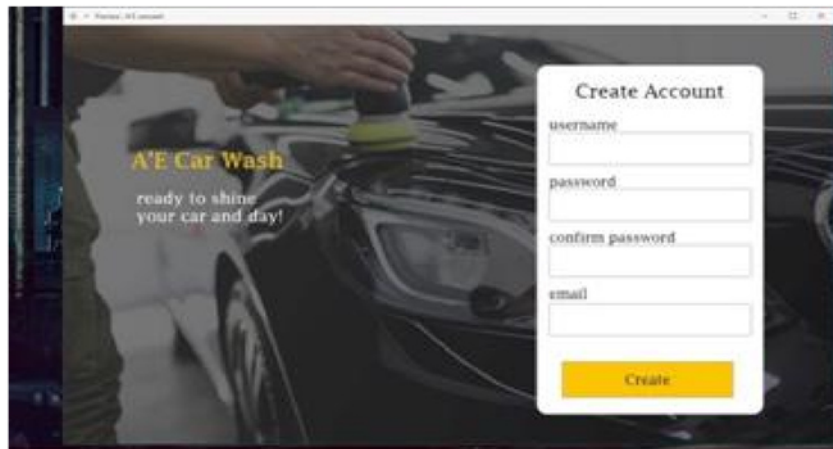 A'E Car Wash
ready to shine
your car and day!
Create Account
username
password
confirm password
email
Create